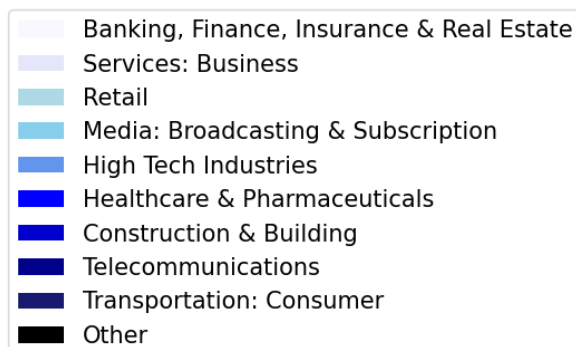 Banking, Finance, Insurance & Real Estate
Services: Business
Retail
Media: Broadcasting & Subscription
High Tech Industries
Healthcare & Pharmaceuticals
Construction & Building
Telecommunications
Transportation: Consumer
Other